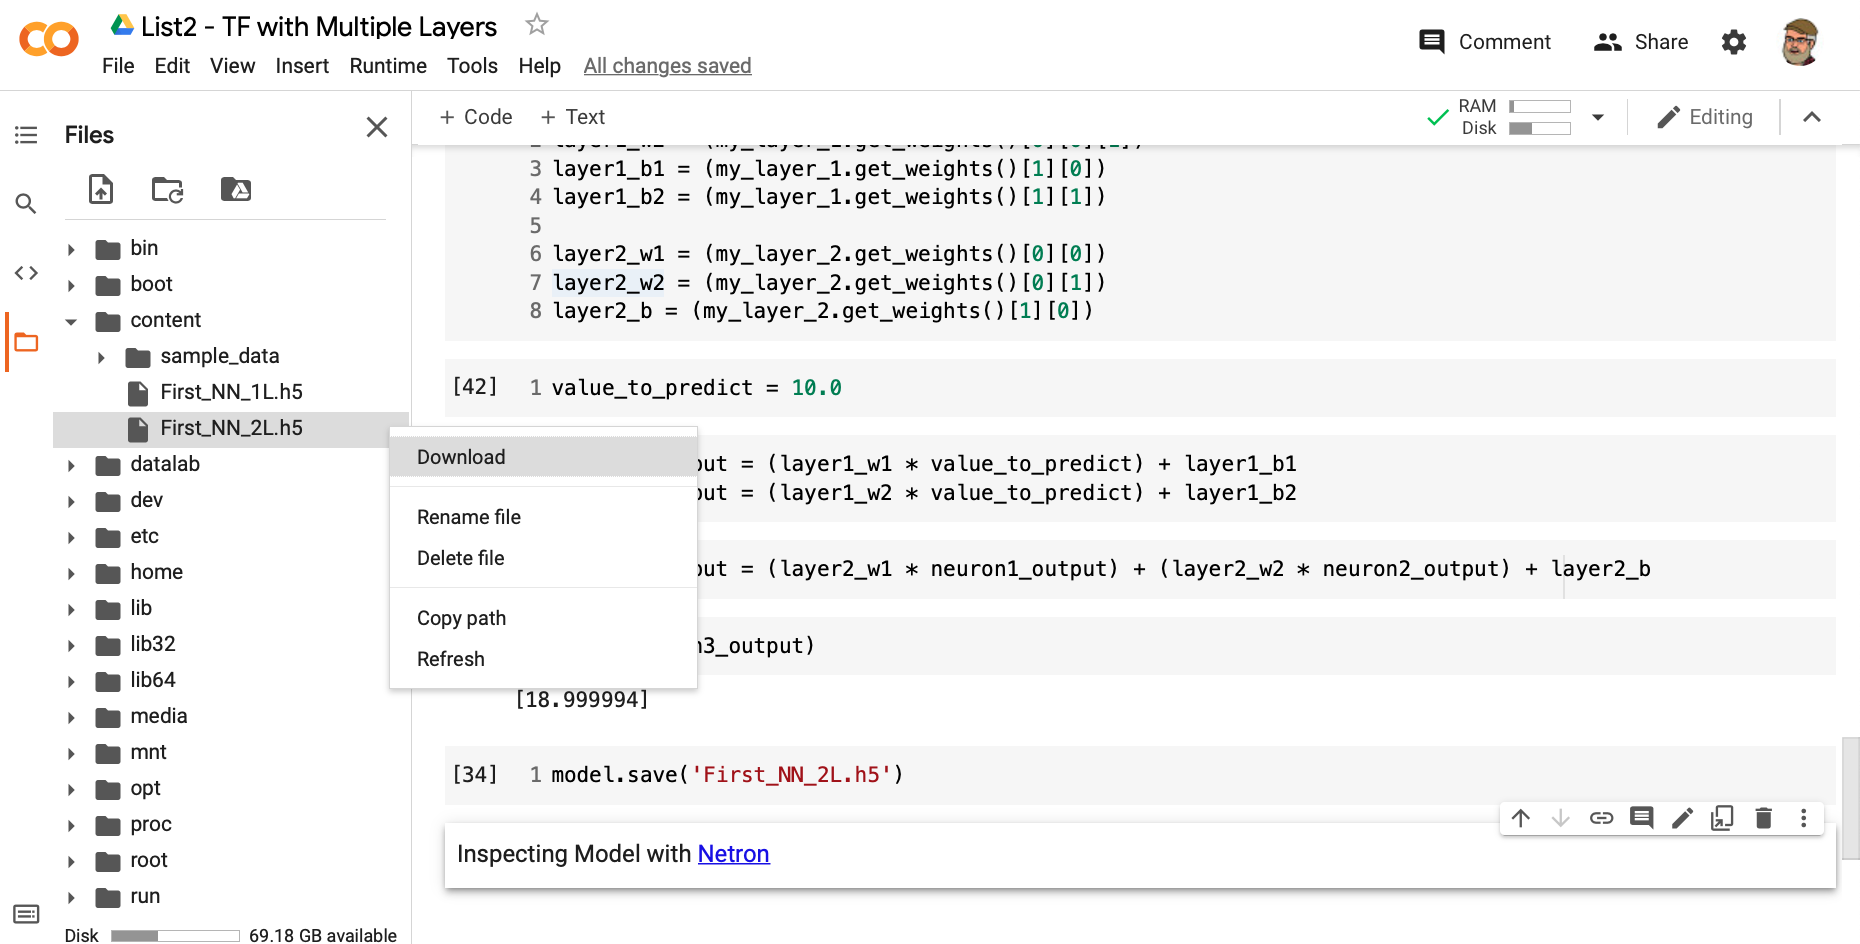 List2 - TF with Multiple Layers
File Edit View Insert Runtime Tools Help All changes saved
Comment Share
Files
+ Code + Text
RAM
Disk
Editing
bin
boot
content
sample_data
First_NN_1L.h5
First_NN_2L.h5
datalab
dev
etc
home
lib
lib32
lib64
media
mnt
opt
proc
root
run
Disk 69.18 GB available
Download
Rename file
Delete file
Copy path
Refresh
3 layer1_b1 = (my_layer_1.get_weights()[1][0])
4 layer1_b2 = (my_layer_1.get_weights()[1][1])
5
6 layer2_w1 = (my_layer_2.get_weights()[0][0])
7 layer2_w2 = (my_layer_2.get_weights()[0][1])
8 layer2_b = (my_layer_2.get_weights()[1][0])
[42] 1 value_to_predict = 10.0
= (layer1_w1 * value_to_predict) + layer1_b1
= (layer1_w2 * value_to_predict) + layer1_b2
= (layer2_w1 * neuron1_output) + (layer2_w2 * neuron2_output) + layer2_b
3_output)
[18.999994]
[34] 1 model.save('First_NN_2L.h5')
Inspecting Model with Netron